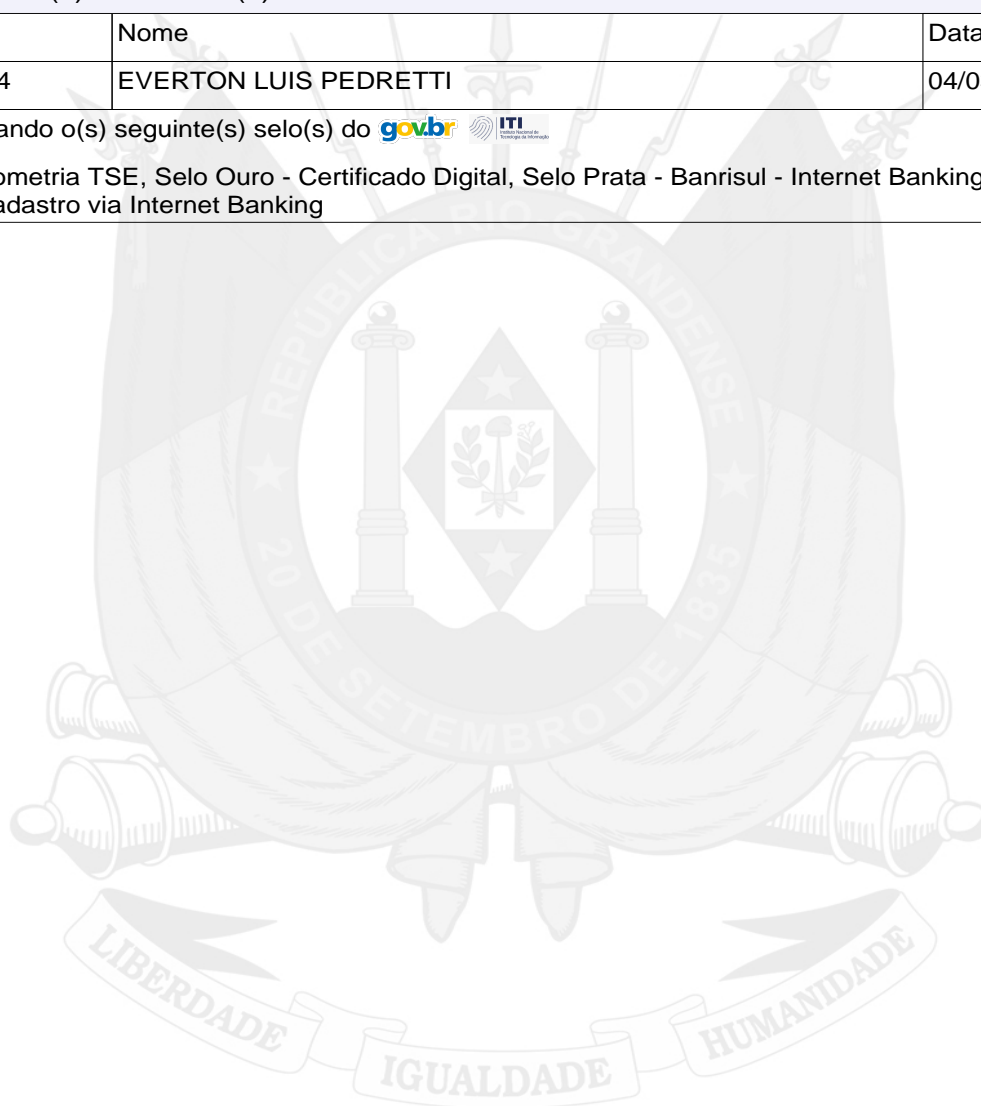 Nome
Data
4
EVERTON LUIS PEDRETTI
04/0
ando o(s) seguinte(s) selo(s) do gov.br ITI
ometria TSE, Selo Ouro - Certificado Digital, Selo Prata - Banrisul - Internet Banking
adastro via Internet Banking
REPÚBLICA RIO GRANDENSE
20 DE SETEMBRO DE 1835
LIBERDADE
IGUALDADE
HUMANIDADE